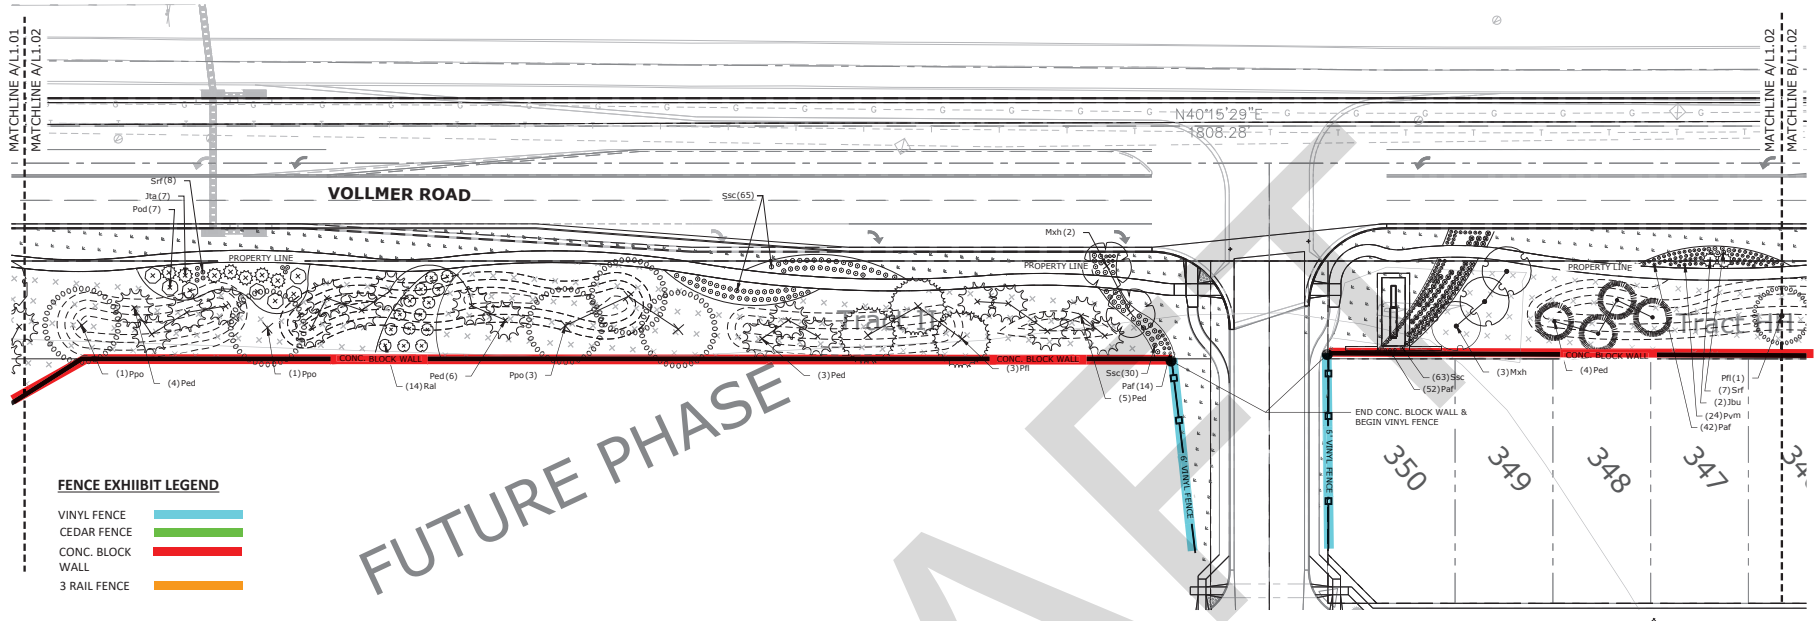 MATCHLINE A/L1.01
MATCHLINE A/L1.02
MATCHLINE A/L1.02
MATCHLINE B/L1.02
N40°15'29"E
1808.28'
G G G G G G G G G G G
T T T T T T T T T T
VOLLMER ROAD
Srf(8)
Jta(7)
Pod(7)
Ssc(65)
Mxh(2)
PROPERTY LINE
PROPERTY LINE
PROPERTY LINE
Tract
Tract HH
CONC. BLOCK WALL
CONC. BLOCK WALL
CONC. BLOCK WALL
(1)Ppo
(4)Ped
(1)Ppo
(14)Ral
Ped(6)
Ppo(3)
(3)Ped
(3)Pfl
Ssc(30)
Paf(14)
(5)Ped
(63)Ssc
(52)Paf
(3)Mxh
(4)Ped
Pfl(1)
(7)Srf
(2)Jbu
(24)Pvm
(42)Paf
END CONC. BLOCK WALL &
BEGIN VINYL FENCE
6' VINYL FENCE
5' VINYL FENCE
350
349
348
347
FUTURE PHASE
FENCE EXHIBIT LEGEND
VINYL FENCE
CEDAR FENCE
CONC. BLOCK
WALL
3 RAIL FENCE